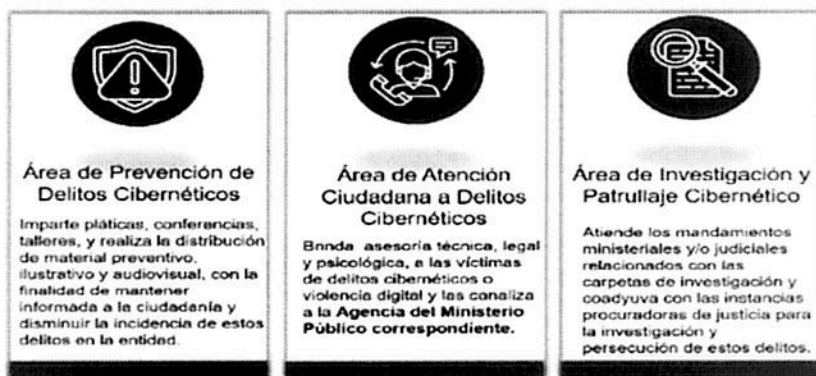 Área de Prevención de
Delitos Cibernéticos
Imparte pláticas, conferencias,
talleres, y realiza la distribución
de material preventivo,
ilustrativo y audiovisual, con la
finalidad de mantener
informada a la ciudadanía y
disminuir la incidencia de estos
delitos en la entidad.
Área de Atención
Ciudadana a Delitos
Cibernéticos
Brinda asesoría técnica, legal
y psicológica, a las víctimas
de delitos cibernéticos o
violencia digital y las canaliza
a la Agencia del Ministerio
Público correspondiente.
Área de Investigación y
Patrullaje Cibernético
Atiende los mandamientos
ministeriales y/o judiciales
relacionados con las
carpetas de investigación y
coadyuva con las instancias
procuradoras de justicia para
la investigación y
persecución de estos delitos.